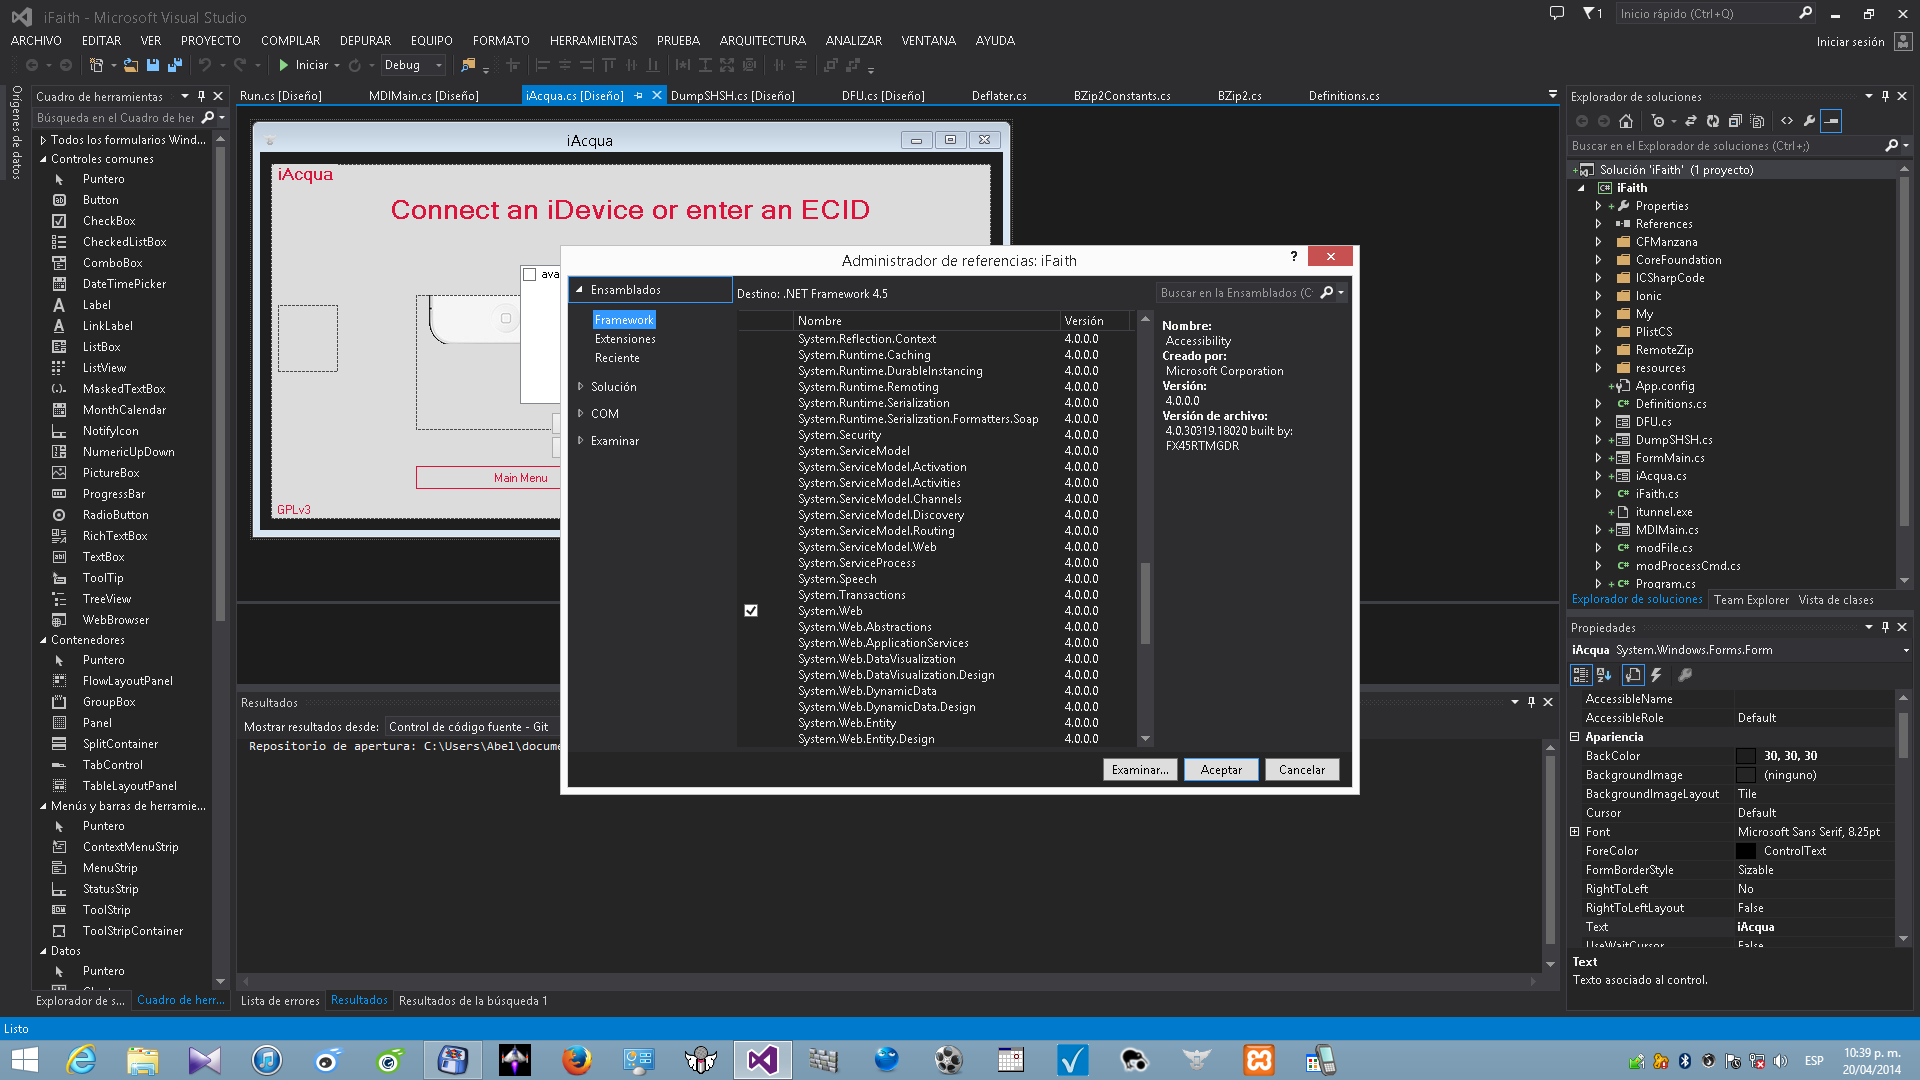 iFaith - Microsoft Visual Studio
1
Inicio rápido (Ctrl+Q)
ARCHIVO EDITAR VER PROYECTO COMPILAR DEPURAR EQUIPO FORMATO HERRAMIENTAS PRUEBA ARQUITECTURA ANALIZAR VENTANA AYUDA
Iniciar sesión
Iniciar Debug
Orígenes de datos
Cuadro de herramientas
Búsqueda en el Cuadro de her
Todos los formularios Wind...
Controles comunes
Puntero
Button
CheckBox
CheckedListBox
ComboBox
DateTimePicker
Label
LinkLabel
ListBox
ListView
MaskedTextBox
MonthCalendar
NotifyIcon
NumericUpDown
PictureBox
ProgressBar
RadioButton
RichTextBox
TextBox
ToolTip
TreeView
WebBrowser
Contenedores
Puntero
FlowLayoutPanel
GroupBox
Panel
SplitContainer
TabControl
TableLayoutPanel
Menús y barras de herramie...
Puntero
ContextMenuStrip
MenuStrip
StatusStrip
ToolStrip
ToolStripContainer
Datos
Puntero
Explorador de s... Cuadro de herr...
Run.cs [Diseño] MDIMain.cs [Diseño] iAcqua.cs [Diseño] DumpSHSH.cs [Diseño] DFU.cs [Diseño] Deflater.cs BZip2Constants.cs BZip2.cs Definitions.cs
iAcqua
iAcqua
Connect an iDevice or enter an ECID
ava
Main Menu
GPLv3
Administrador de referencias: iFaith
?
Ensamblados
Framework
Extensiones
Reciente
Solución
COM
Examinar
Destino: .NET Framework 4.5
Buscar en la Ensamblados (C
Nombre Versión
System.Reflection.Context 4.0.0.0
System.Runtime.Caching 4.0.0.0
System.Runtime.DurableInstancing 4.0.0.0
System.Runtime.Remoting 4.0.0.0
System.Runtime.Serialization 4.0.0.0
System.Runtime.Serialization.Formatters.Soap 4.0.0.0
System.Security 4.0.0.0
System.ServiceModel 4.0.0.0
System.ServiceModel.Activation 4.0.0.0
System.ServiceModel.Activities 4.0.0.0
System.ServiceModel.Channels 4.0.0.0
System.ServiceModel.Discovery 4.0.0.0
System.ServiceModel.Routing 4.0.0.0
System.ServiceModel.Web 4.0.0.0
System.ServiceProcess 4.0.0.0
System.Speech 4.0.0.0
System.Transactions 4.0.0.0
System.Web 4.0.0.0
System.Web.Abstractions 4.0.0.0
System.Web.ApplicationServices 4.0.0.0
System.Web.DataVisualization 4.0.0.0
System.Web.DataVisualization.Design 4.0.0.0
System.Web.DynamicData 4.0.0.0
System.Web.DynamicData.Design 4.0.0.0
System.Web.Entity 4.0.0.0
System.Web.Entity.Design 4.0.0.0
Nombre:
Accessibility
Creado por:
Microsoft Corporation
Versión:
4.0.0.0
Versión de archivo:
4.0.30319.18020 built by:
FX45RTMGDR
Examinar... Aceptar Cancelar
Resultados
Mostrar resultados desde: Control de código fuente - Git
Repositorio de apertura: C:\Users\Abel\docume
Lista de errores Resultados Resultados de la búsqueda 1
Explorador de soluciones
Buscar en el Explorador de soluciones (Ctrl+;)
Solución 'iFaith' (1 proyecto)
iFaith
Properties
References
CFManzana
CoreFoundation
ICSharpCode
Ionic
My
PlistCS
RemoteZip
resources
App.config
Definitions.cs
DFU.cs
DumpSHSH.cs
FormMain.cs
iAcqua.cs
iFaith.cs
itunnel.exe
MDIMain.cs
modFile.cs
modProcessCmd.cs
Program.cs
Explorador de soluciones Team Explorer Vista de clases
Propiedades
iAcqua System.Windows.Forms.Form
AccessibleName
AccessibleRole Default
Apariencia
BackColor 30, 30, 30
BackgroundImage (ninguno)
BackgroundImageLayout Tile
Cursor Default
Font Microsoft Sans Serif, 8.25pt
ForeColor ControlText
FormBorderStyle Sizable
RightToLeft No
RightToLeftLayout False
Text iAcqua
UseWaitCursor False
Text
Texto asociado al control.
Listo
ESP
10:39 p. m.
20/04/2014